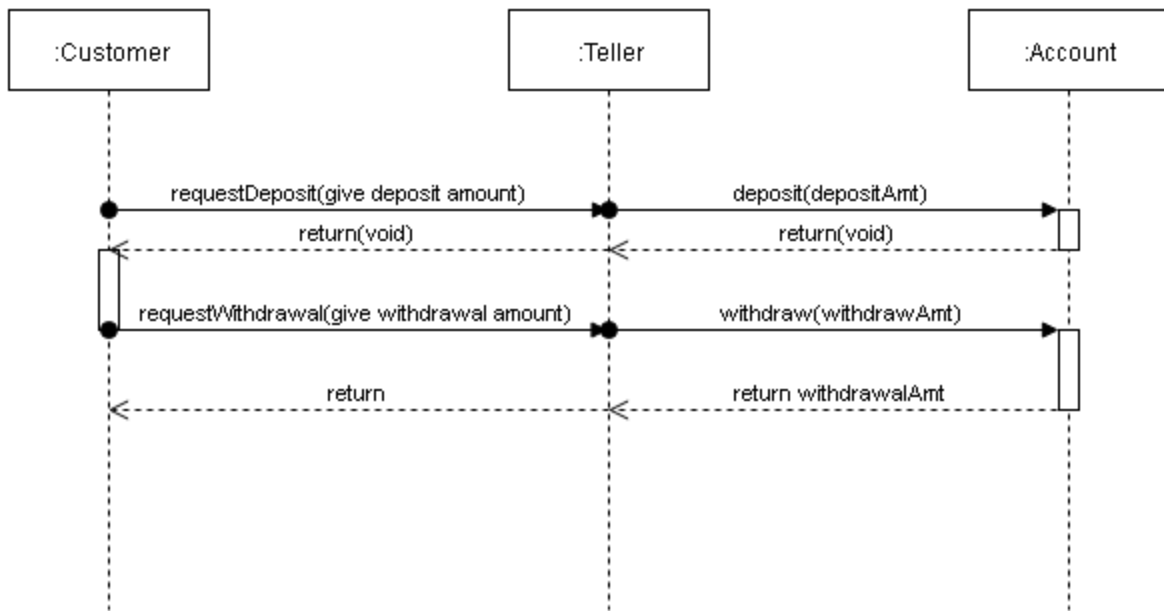 :Customer
:Teller
:Account
requestDeposit(give deposit amount)
deposit(depositAmt)
return(void)
return(void)
requestWithdrawal(give withdrawal amount)
withdraw(withdrawAmt)
return
return withdrawalAmt